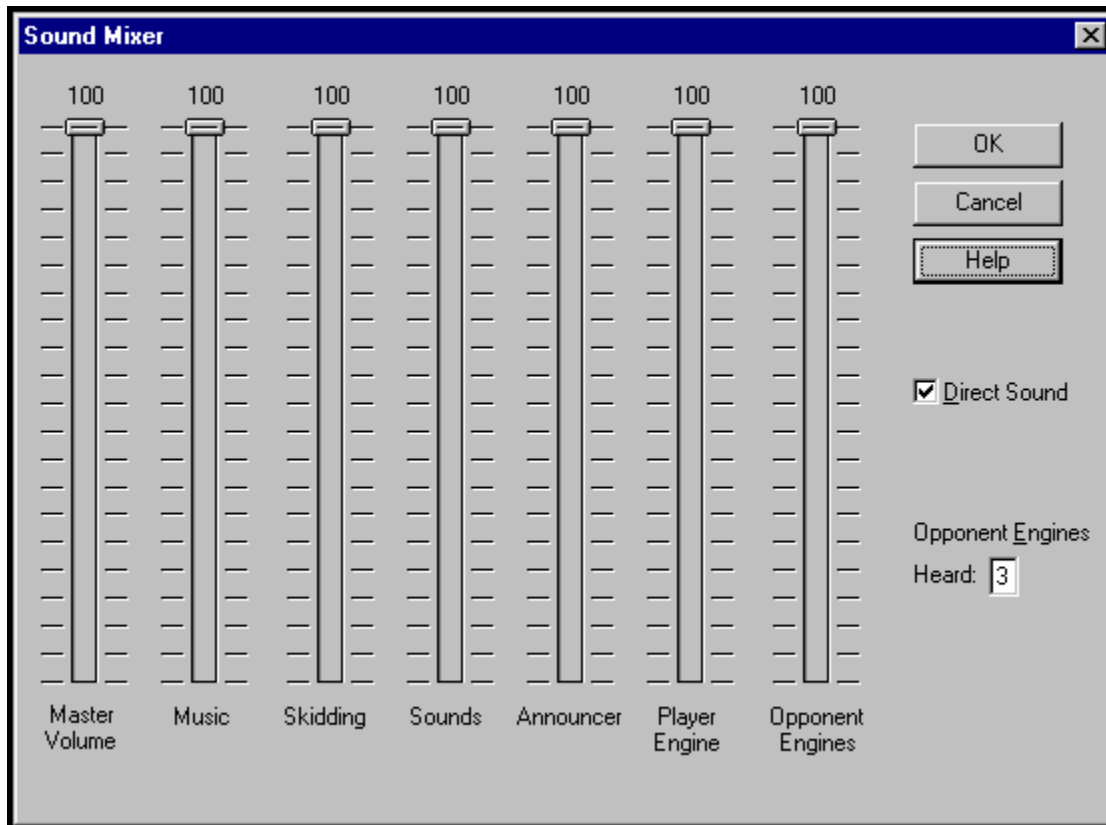 Sound Mixer
100 100 100 100 100 100 100
OK
Cancel
Help
Direct Sound
Opponent Engines
Heard: 3
Master
Volume
Music
Skidding
Sounds
Announcer
Player
Engine
Opponent
Engines